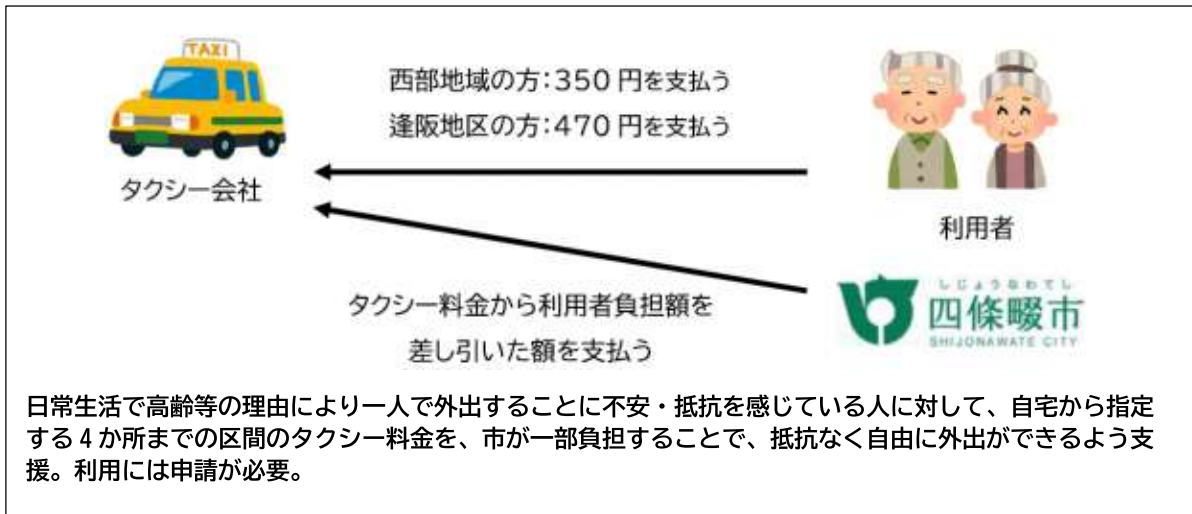 TAXI
タクシー会社
西部地域の方:350 円を支払う
逢阪地区の方:470 円を支払う
利用者
タクシー料金から利用者負担額を
差し引いた額を支払う
しじょうなわてし
四條畷市
SHIJONAWATE CITY
日常生活で高齢等の理由により一人で外出することに不安・抵抗を感じている人に対して、自宅から指定
する 4 か所までの区間のタクシー料金を、市が一部負担することで、抵抗なく自由に外出ができるよう支
援。利用には申請が必要。